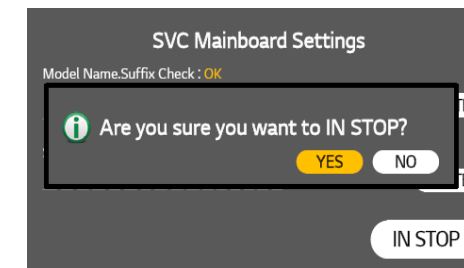 SVC Mainboard Settings
Model Name.Suffix Check : OK
Are you sure you want to IN STOP?
YES NO
IN STOP